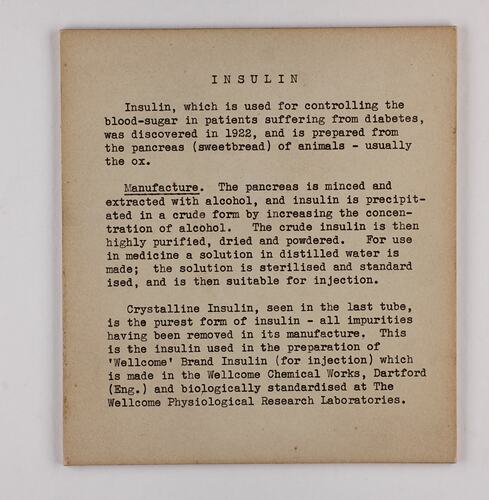 INSULIN
Insulin, which is used for controlling the
blood-sugar in patients suffering from diabetes,
was discovered in 1922, and is prepared from
the pancreas (sweetbread) of animals - usually
the ox.
Manufacture. The pancreas is minced and
extracted with alcohol, and insulin is precipit-
ated in a crude form by increasing the concen-
tration of alcohol. The crude insulin is then
highly purified, dried and powdered. For use
in medicine a solution in distilled water is
made; the solution is sterilised and standard
ised, and is then suitable for injection.
Crystalline Insulin, seen in the last tube,
is the purest form of insulin - all impurities
having been removed in its manufacture. This
is the insulin used in the preparation of
'Wellcome' Brand Insulin (for injection) which
is made in the Wellcome Chemical Works, Dartford
(Eng.) and biologically standardised at The
Wellcome Physiological Research Laboratories.